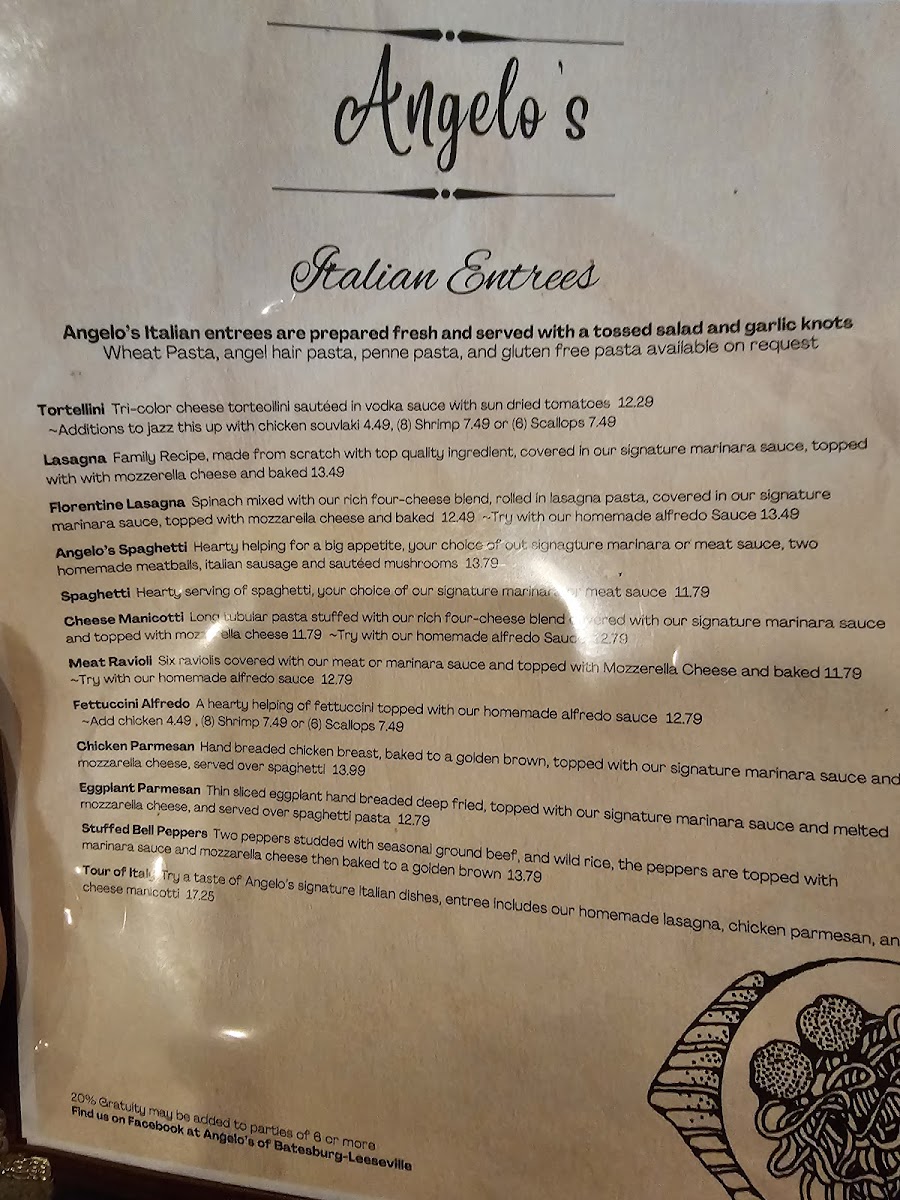 Angelo's
Italian Entrees
Angelo's Italian entrees are prepared fresh and served with a tossed salad and garlic knots
Wheat Pasta, angel hair pasta, penne pasta, and gluten free pasta available on request
Tortellini Tri-color cheese torteollini sautéed in vodka sauce with sun dried tomatoes 12.29
~Additions to jazz this up with chicken souvlaki 4.49, (8) Shrimp 7.49 or (6) Scallops 7.49
Lasagna Family Recipe, made from scratch with top quality ingredient, covered in our signature marinara sauce, topped
with with mozzerella cheese and baked 13.49
Florentine Lasagna Spinach mixed with our rich four-cheese blend, rolled in lasagna pasta, covered in our signature
marinara sauce, topped with mozzarella cheese and baked 12.49 ~Try with our homemade alfredo Sauce 13.49
Angelo's Spaghetti Hearty helping for a big appetite, your choice of out signagture marinara or meat sauce, two
homemade meatballs, italian sausage and sautéed mushrooms 13.79
Spaghetti Hearty serving of spaghetti, your choice of our signature marinara or meat sauce 11.79
Cheese Manicotti Long tubular pasta stuffed with our rich four-cheese blend covered with our signature marinara sauce
and topped with mozzarella cheese 11.79 ~Try with our homemade alfredo Sauce 12.79
Meat Ravioli Six raviolis covered with our meat or marinara sauce and topped with Mozzerella Cheese and baked 11.79
~Try with our homemade alfredo sauce 12.79
Fettuccini Alfredo A hearty helping of fettuccini topped with our homemade alfredo sauce 12.79
~Add chicken 4.49 , (8) Shrimp 7.49 or (6) Scallops 7.49
Chicken Parmesan Hand breaded chicken breast, baked to a golden brown, topped with our signature marinara sauce and
mozzarella cheese, served over spaghetti 13.99
Eggplant Parmesan Thin sliced eggplant hand breaded deep fried, topped with our signature marinara sauce and melted
mozzarella cheese, and served over spaghetti pasta 12.79
Stuffed Bell Peppers Two peppers studded with seasonal ground beef, and wild rice, the peppers are topped with
marinara sauce and mozzarella cheese then baked to a golden brown 13.79
Tour of Italy Try a taste of Angelo's signature Italian dishes, entree includes our homemade lasagna, chicken parmesan, an
cheese manicotti 17.25
20% Gratuity may be added to parties of 6 or more
Find us on Facebook at Angelo's of Batesburg-Leeseville